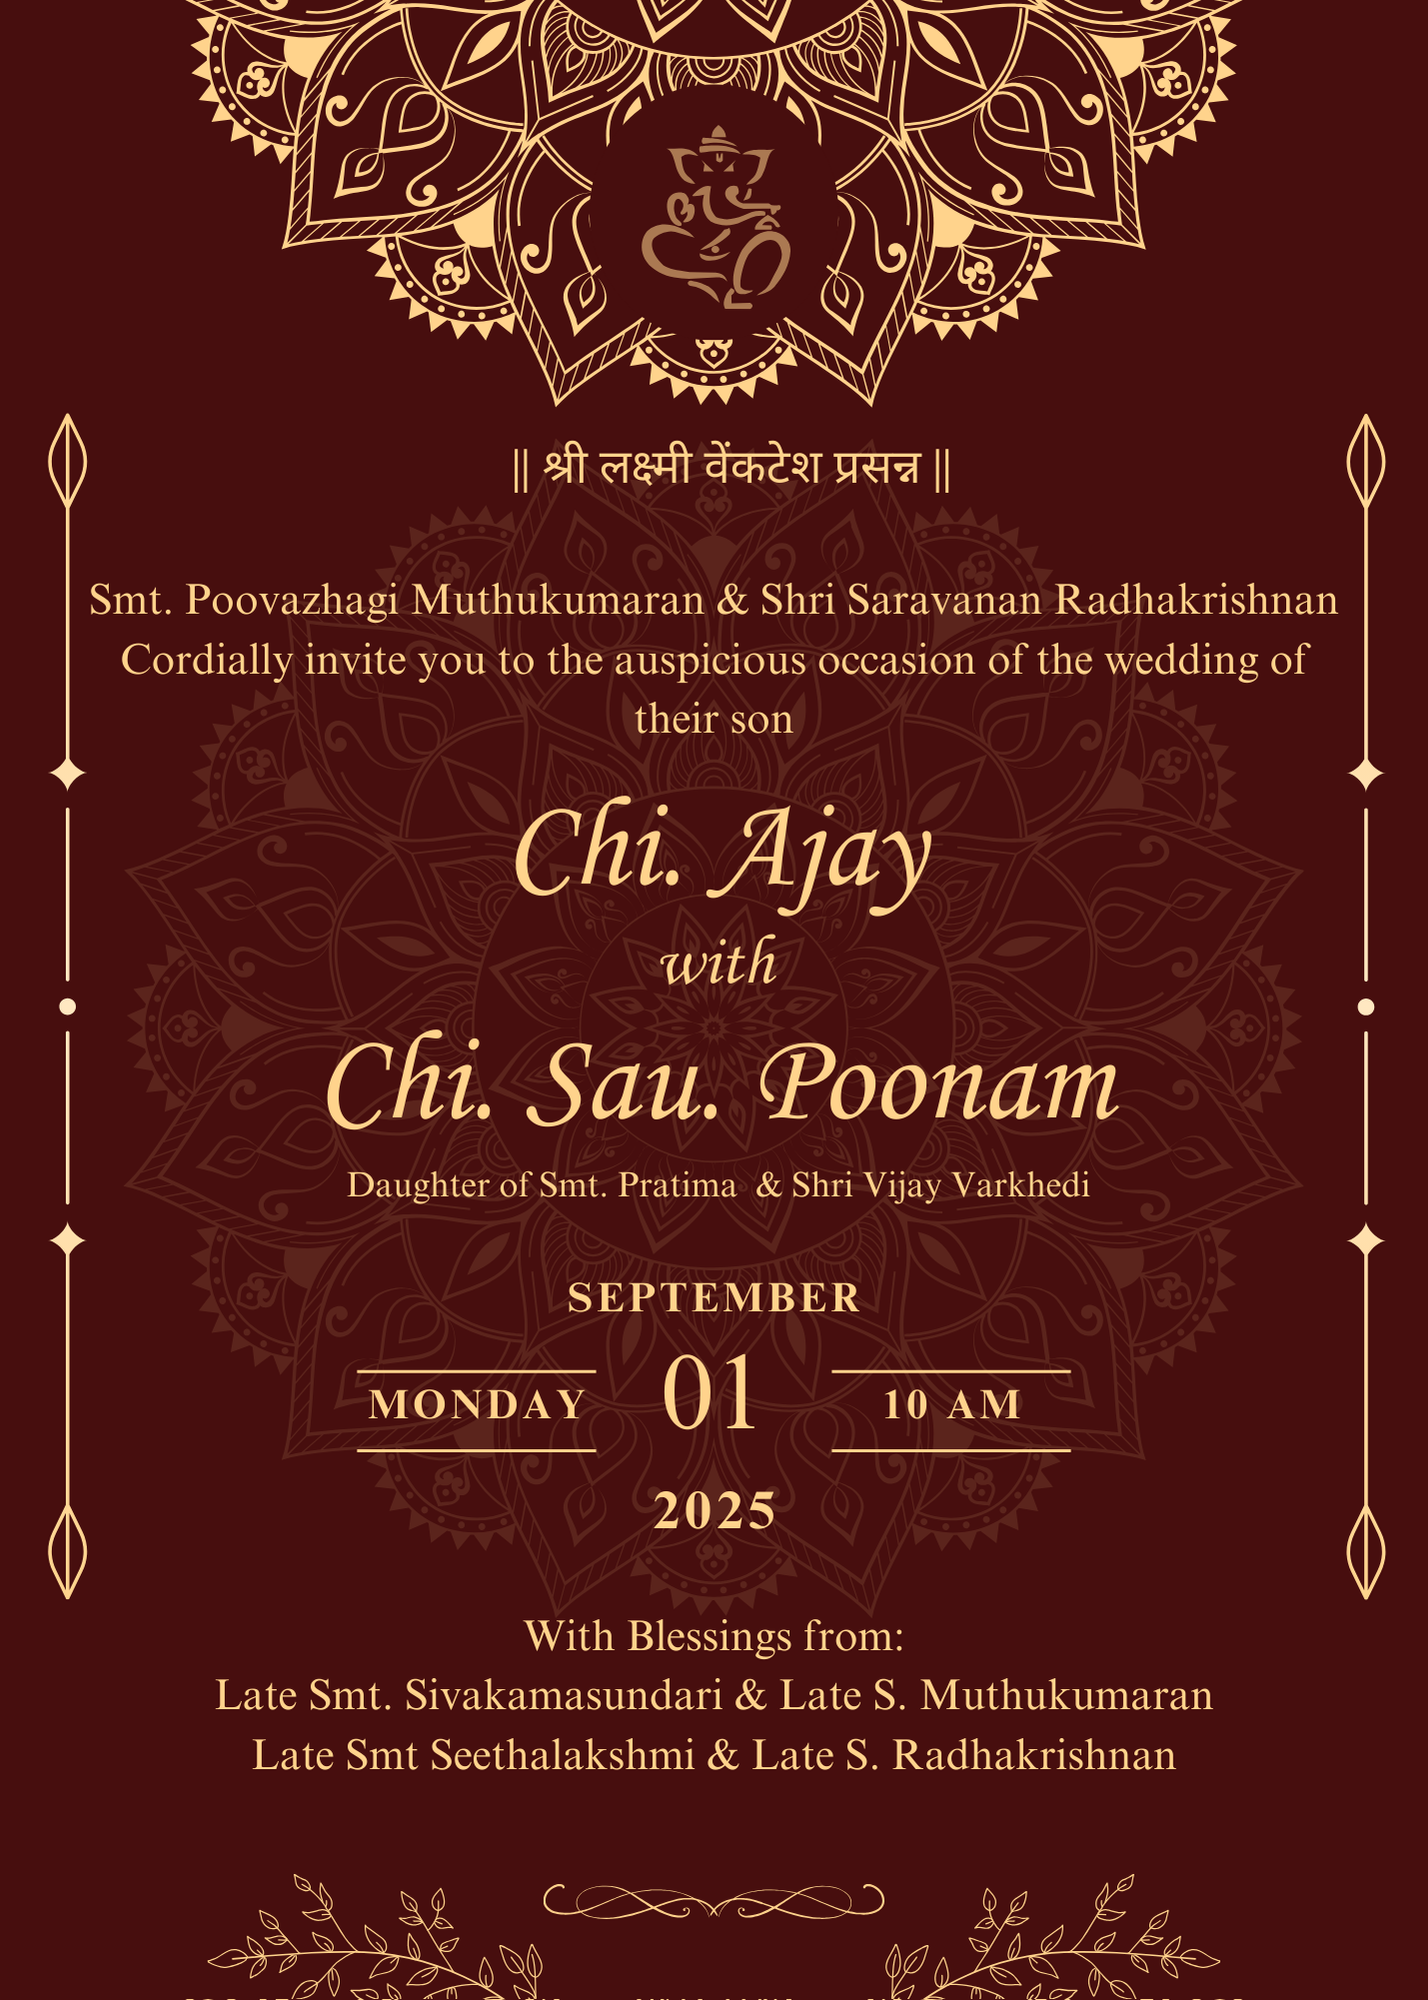 || श्री लक्ष्मी वेंकटेश प्रसन्न ||
Smt. Poovazhagi Muthukumaran & Shri Saravanan Radhakrishnan
Cordially invite you to the auspicious occasion of the wedding of
their son
Chi. Ajay
with
Chi. Sau. Poonam
Daughter of Smt. Pratima & Shri Vijay Varkhedi
SEPTEMBER
MONDAY 01 10 AM
2025
With Blessings from:
Late Smt. Sivakamasundari & Late S. Muthukumaran
Late Smt Seethalakshmi & Late S. Radhakrishnan